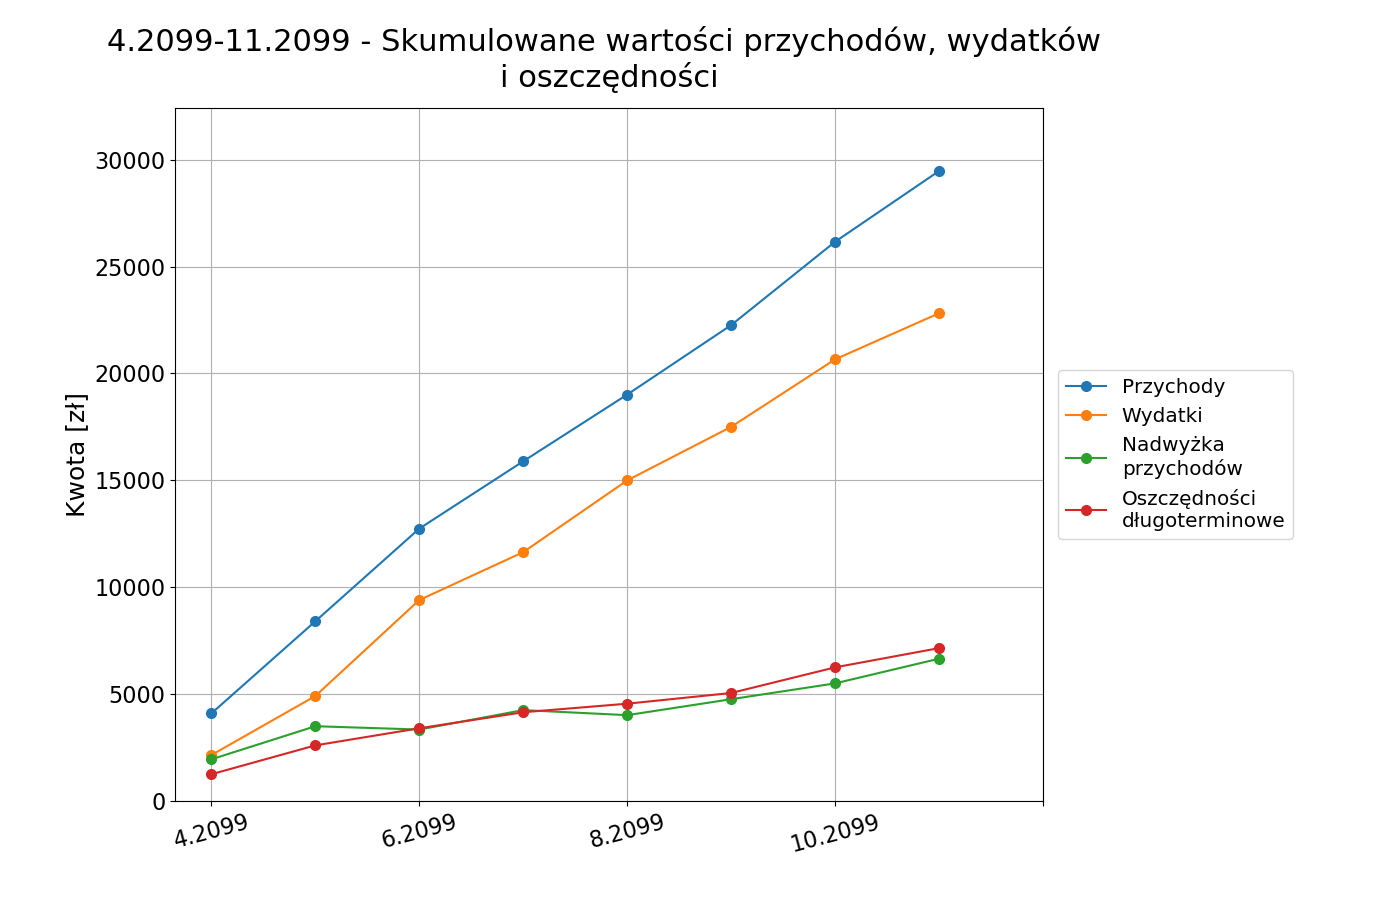 4.2099-11.2099 - Skumulowane wartości przychodów, wydatków
i oszczędności
Kwota [zł]
30000
25000
20000
15000
10000
5000
0
4.2099
6.2099
8.2099
10.2099
Przychody
Wydatki
Nadwyżka
przychodów
Oszczędności
długoterminowe